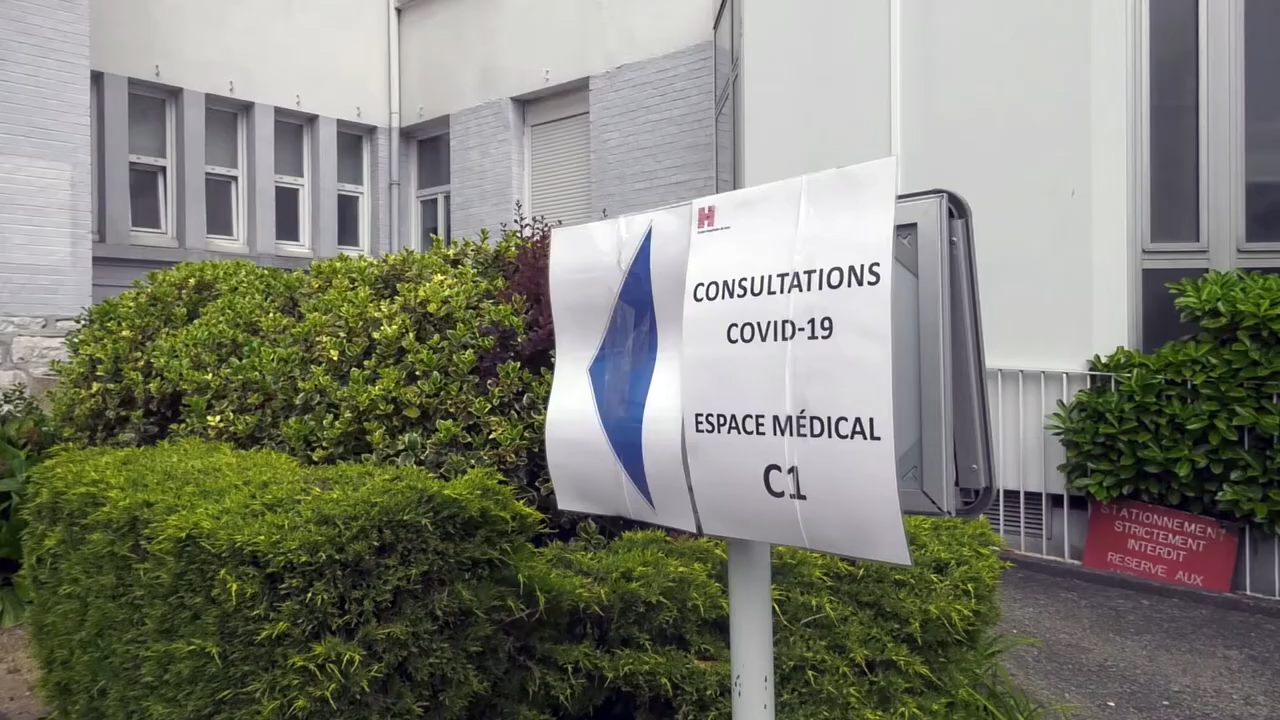 H
CONSULTATIONS
COVID-19
ESPACE MÉDICAL
C1
STATIONNEMENT
STRICTEMENT
INTERDIT
RESERVE AUX